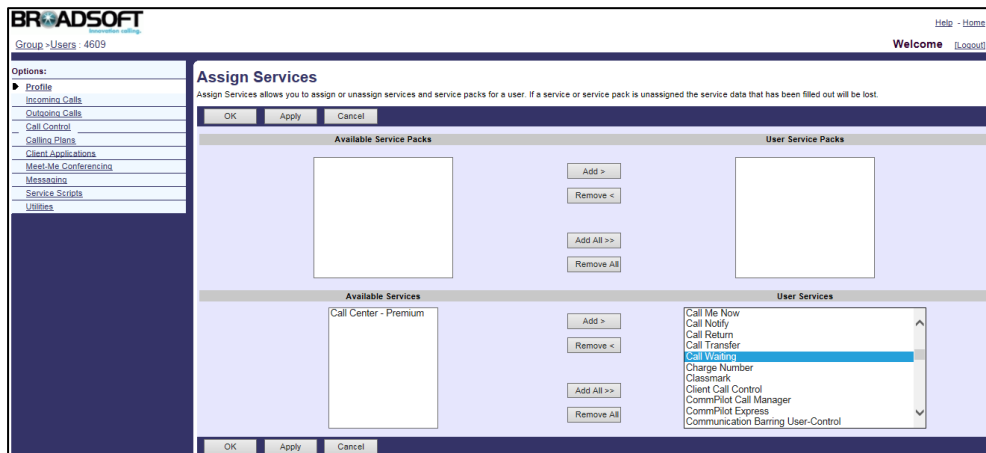 BROADSOFT
innovation calling.
Help - Home
Group >Users : 4609
Welcome [Logout]
Options:
Profile
Incoming Calls
Outgoing Calls
Call Control
Calling Plans
Client Applications
Meet-Me Conferencing
Messaging
Service Scripts
Utilities
Assign Services
Assign Services allows you to assign or unassign services and service packs for a user. If a service or service pack is unassigned the service data that has been filled out will be lost.
OK Apply Cancel
Available Service Packs User Service Packs
Add >
Remove <
Add All >>
Remove All
Available Services User Services
Call Center - Premium
Add >
Remove <
Add All >>
Remove All
Call Me Now
Call Notify
Call Return
Call Transfer
Call Waiting
Charge Number
Classmark
Client Call Control
CommPilot Call Manager
CommPilot Express
Communication Barring User-Control
OK Apply Cancel